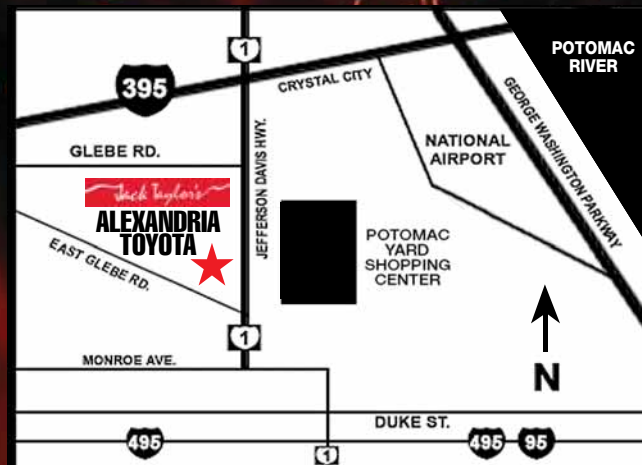 1
POTOMAC
RIVER
395
CRYSTAL CITY
GLEBE RD.
JEFFERSON DAVIS HWY.
NATIONAL
AIRPORT
GEORGE WASHINGTON PARKWAY
Jack Taylor's
ALEXANDRIA
TOYOTA
EAST GLEBE RD.
POTOMAC
YARD
SHOPPING
CENTER
1
MONROE AVE.
N
DUKE ST.
495
1
495
95